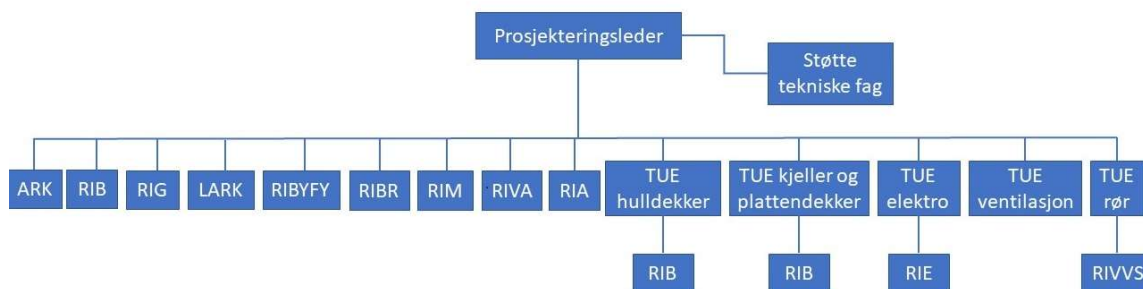 Prosjekteringsleder
Støtte
tekniske fag
ARK
RIB
RIG
LARK
RIBYFY
RIBR
RIM
RIVA
RIA
TUE
hulldekker
TUE kjeller og
plattendekker
TUE
elektro
TUE
ventilasjon
TUE
rør
RIB
RIB
RIE
RIVVS